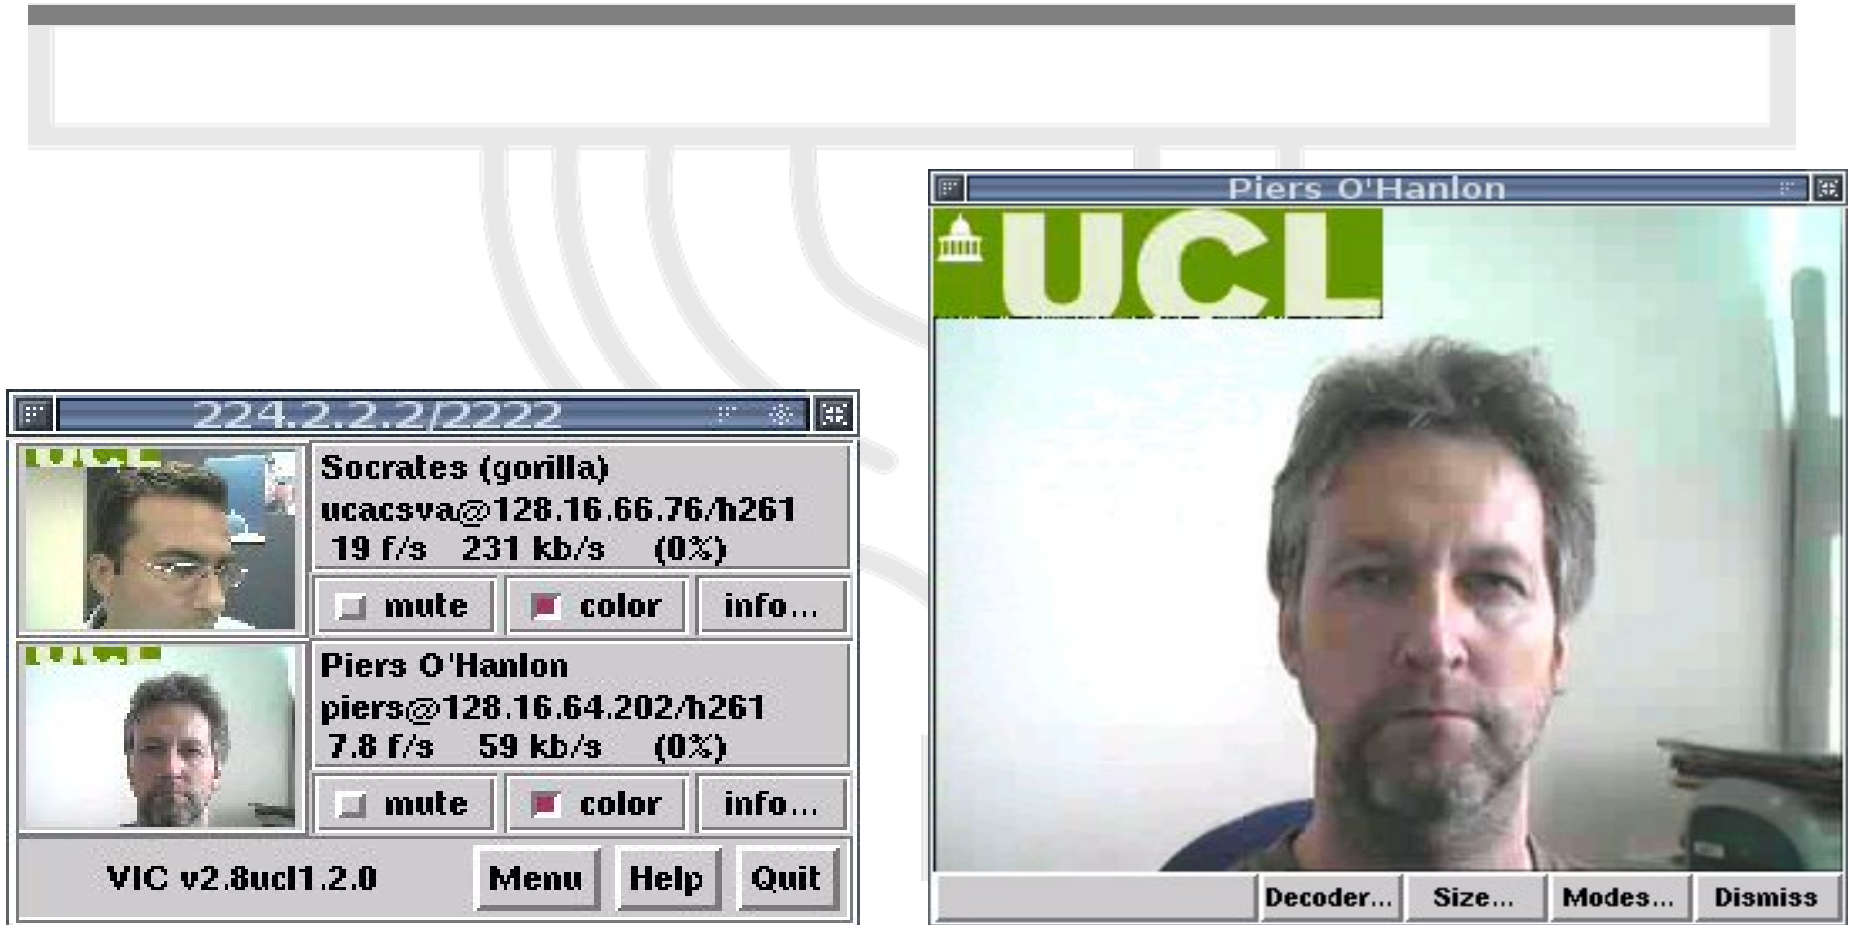 224.2.2.2/2222
UCL
Socrates (gorilla)
ucacsva@128.16.66.76/h261
19 f/s 231 kb/s (0%)
mute color info...
UCL
Piers O'Hanlon
piers@128.16.64.202/h261
7.8 f/s 59 kb/s (0%)
mute color info...
VIC v2.8ucl1.2.0 Menu Help Quit
Piers O'Hanlon
UCL
Decoder... Size... Modes... Dismiss